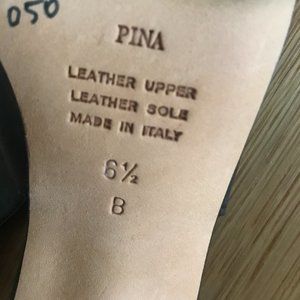 050
PINA
LEATHER UPPER
LEATHER SOLE
MADE IN ITALY
6½
B